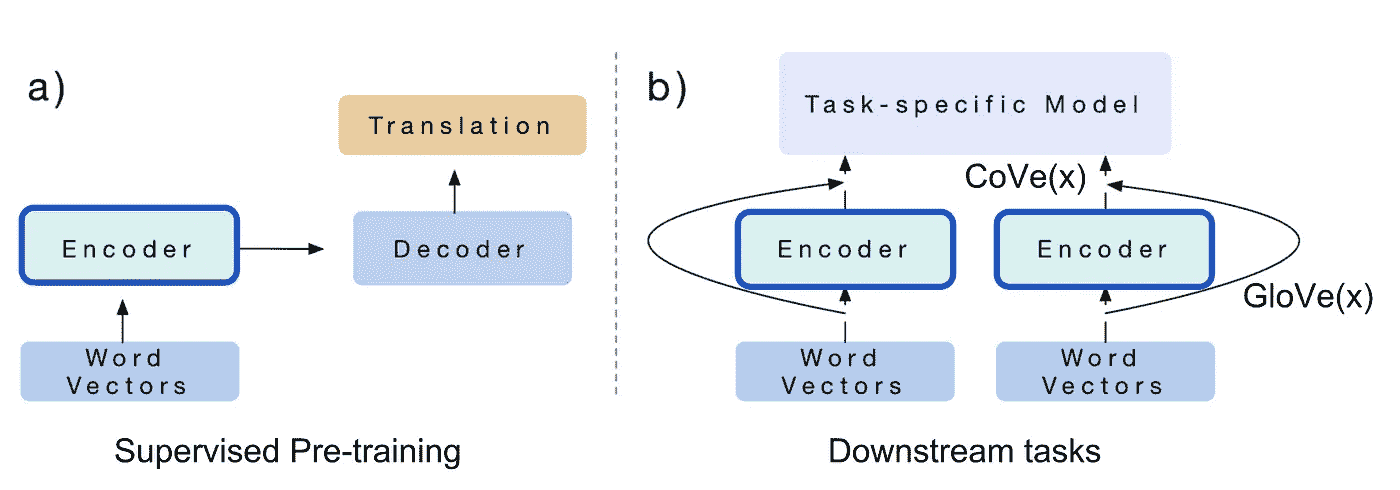 a)
Translation
Encoder
Decoder
Word
Vectors
Supervised Pre-training
b)
Task-specific Model
CoVe(x)
Encoder
Encoder
GloVe(x)
Word
Vectors
Word
Vectors
Downstream tasks